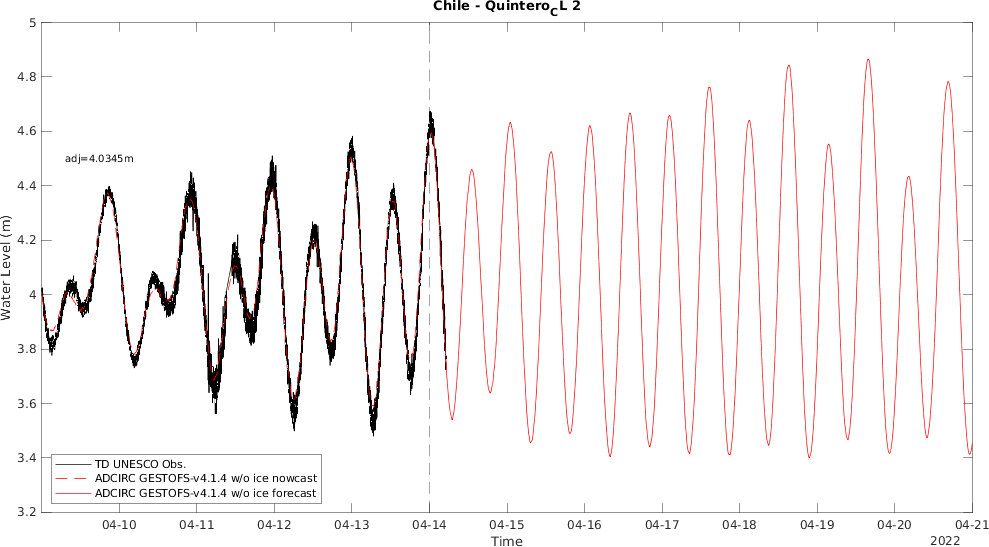 Chile - Quintero_CL 2
5
4.8
4.6
4.4
4.2
4
3.8
3.6
3.4
3.2
Water Level (m)
adj=4.0345m
TD UNESCO Obs.
ADCIRC GESTOFS-v4.1.4 w/o ice nowcast
ADCIRC GESTOFS-v4.1.4 w/o ice forecast
04-10 04-11 04-12 04-13 04-14 04-15 04-16 04-17 04-18 04-19 04-20 04-21
Time
2022